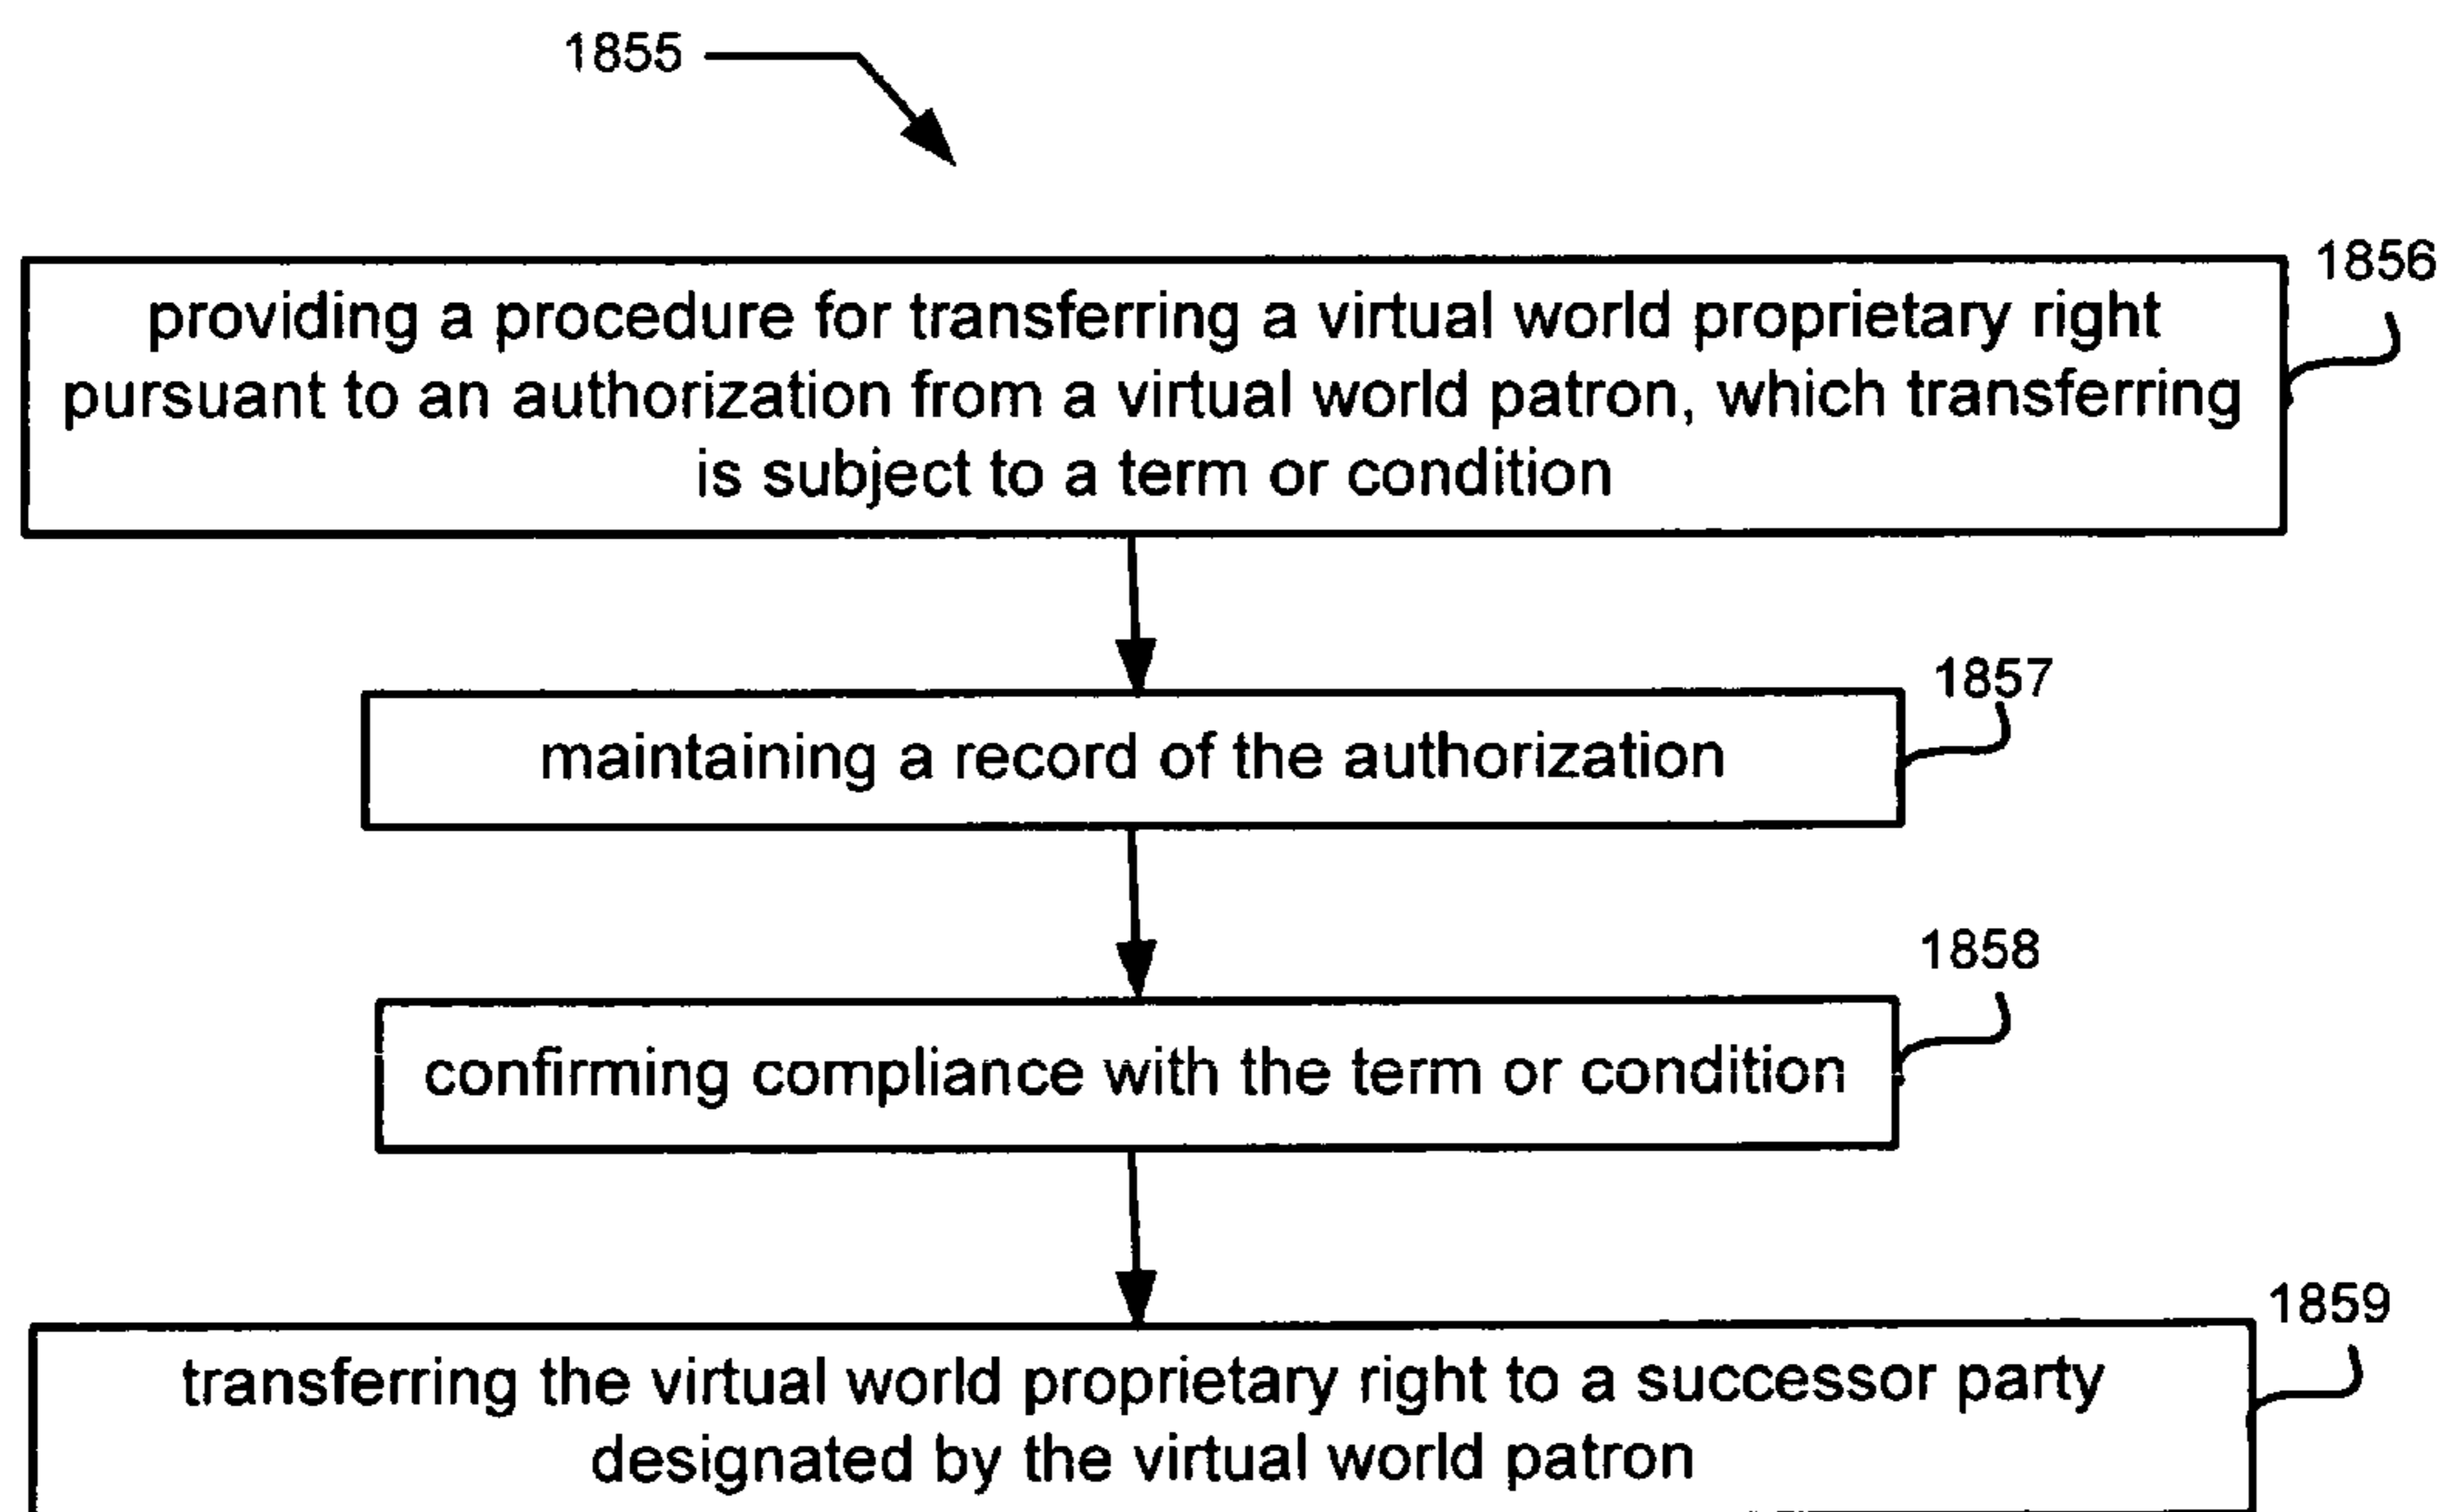 1855
1856
providing a procedure for transferring a virtual world proprietary right
pursuant to an authorization from a virtual world patron, which transferring
is subject to a term or condition
1857
maintaining a record of the authorization
1858
confirming compliance with the term or condition
1859
transferring the virtual world proprietary right to a successor party
designated by the virtual world patron